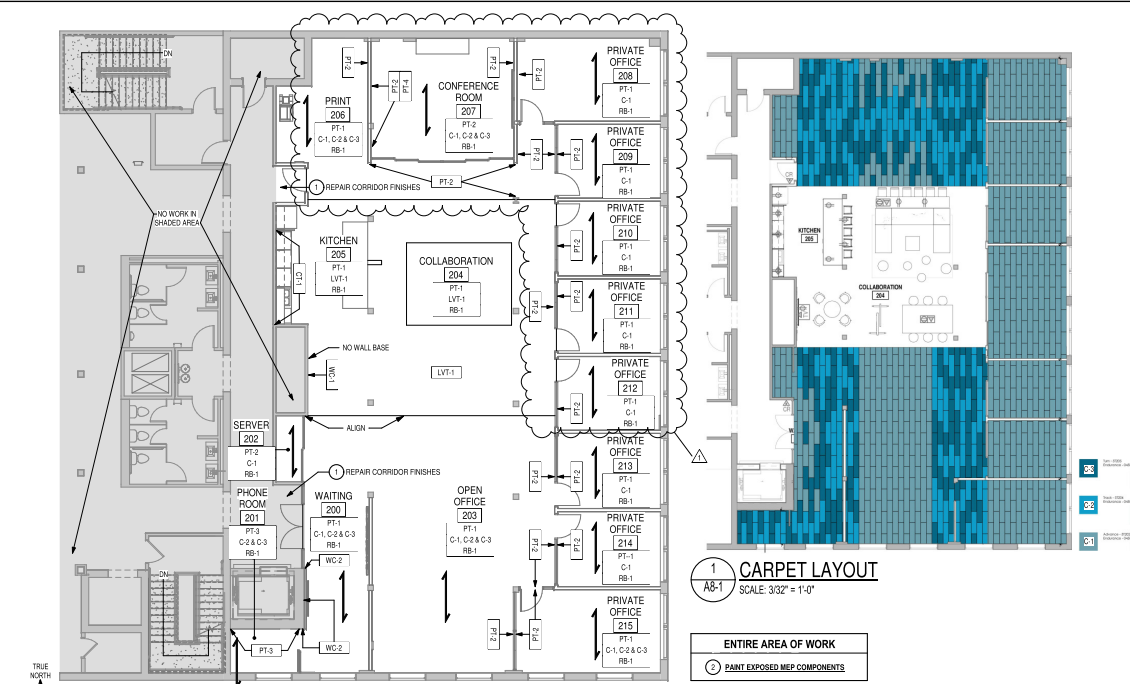 DN
NO WORK IN
SHADED AREA
PT-2
PT-2
PT-4
PT-2
PT-2
PRINT
206
PT-1
C-1, C-2 & C-3
RB-1
CONFERENCE
ROOM
207
PT-2
C-1, C-2 & C-3
RB-1
PRIVATE
OFFICE
208
PT-1
C-1
RB-1
PT-2
PT-2
PRIVATE
OFFICE
209
PT-1
C-1
RB-1
PT-2
1
REPAIR CORRIDOR FINISHES
KITCHEN
205
PT-1
LVT-1
RB-1
CT-1
COLLABORATION
204
PT-1
LVT-1
RB-1
PT-2
PRIVATE
OFFICE
210
PT-1
C-1
RB-1
PT-2
PT-2
PRIVATE
OFFICE
211
PT-1
C-1
RB-1
NO WALL BASE
WC-1
LVT-1
PT-2
PRIVATE
OFFICE
212
PT-1
C-1
RB-1
ALIGN
1
SERVER
202
PT-2
C-1
RB-1
1
REPAIR CORRIDOR FINISHES
PT-2
PT-2
PRIVATE
OFFICE
213
PT-1
C-1
RB-1
PHONE
ROOM
201
PT-3
C-2 & C-3
RB-1
WAITING
200
PT-1
C-1, C-2 & C-3
RB-1
OPEN
OFFICE
203
PT-1
C-1, C-2 & C-3
RB-1
PT-2
PT-2
PRIVATE
OFFICE
214
PT--1
C-1
RB-1
WC-2
DN
PT-2
PT-2
PRIVATE
OFFICE
215
PT-1
C-1, C-2 & C-3
RB-1
PT-3
WC-2
TRUE
NORTH
KITCHEN
205
COLLABORATION
204
C-3
C-2
C-1
1
A8-1
CARPET LAYOUT
SCALE: 3/32" = 1'-0"
ENTIRE AREA OF WORK
2
PAINT EXPOSED MEP COMPONENTS